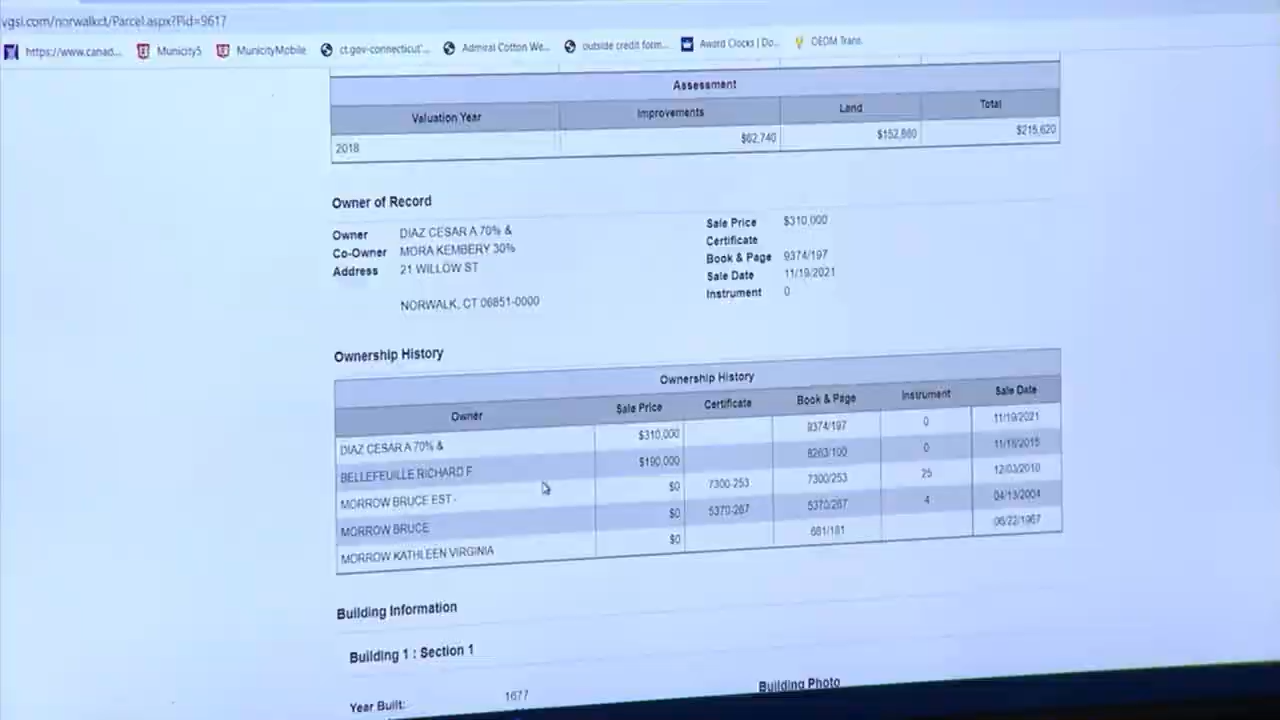 vgsi.com/norwalkct/Parcel.aspx?Pid=9617
https://www.canad... Municity5 MunicityMobile ct.gov-connecticut'... Admiral Cotton We... outside credit form... Award Clocks | Do... OEDM Trans
Assessment
Valuation Year Improvements Land Total
2018 $62,740 $152,880 $215,620
Owner of Record
Owner DIAZ CESAR A 70% & Sale Price $310,000
Co-Owner MORA KEMBERY 30% Certificate
Address 21 WILLOW ST Book & Page 9374/197
Sale Date 11/19/2021
NORWALK, CT 06851-0000 Instrument 0
Ownership History
Ownership History
Owner Sale Price Certificate Book & Page Instrument Sale Date
DIAZ CESAR A 70% & $310,000 9374/197 0 11/19/2021
BELLEFEUILLE RICHARD F $190,000 8263/100 0 11/16/2015
MORROW BRUCE EST - $0 7300-253 7300/253 25 12/03/2010
MORROW BRUCE $0 5370-267 5370/267 4 04/13/2004
MORROW KATHLEEN VIRGINIA $0 681/181 06/22/1967
Building Information
Building 1 : Section 1
Year Built: 1677 Building Photo